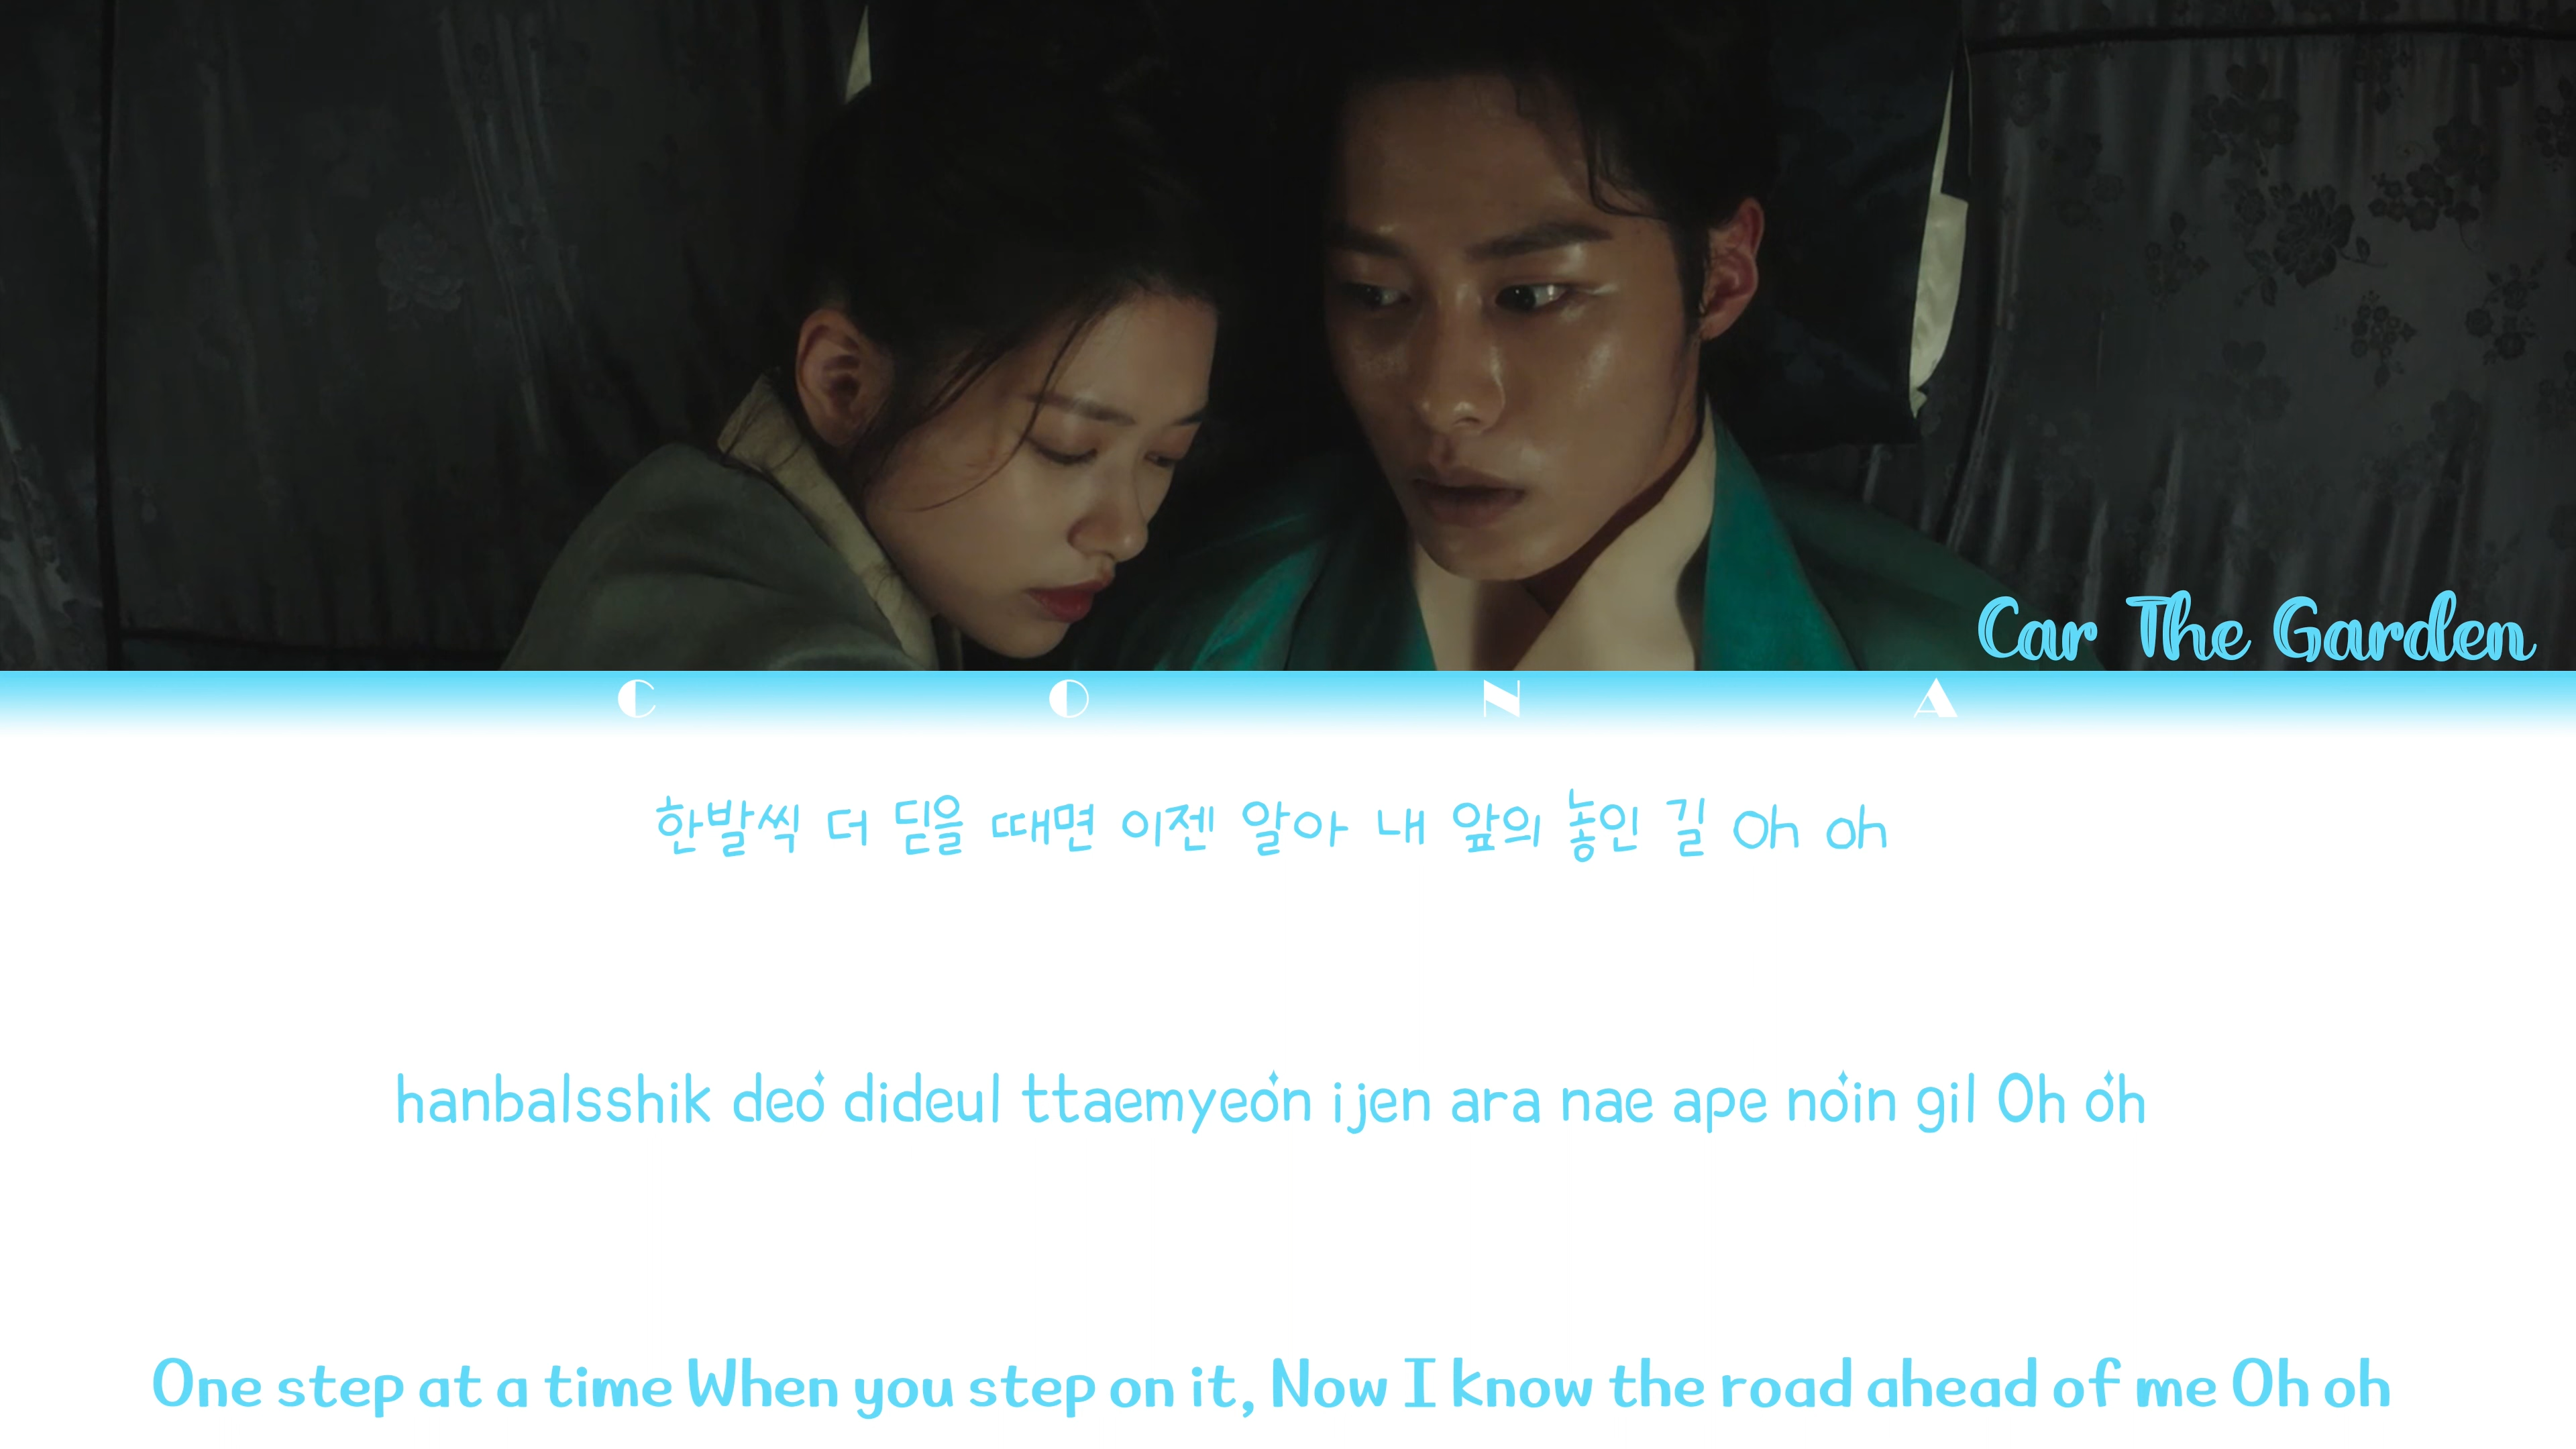 Car The Garden
C O N A
한발씩 더 딛을 때면 이젠 알아 내 앞의 놓인 길 Oh oh
hanbalsshik deo dideul ttaemyeon ijen ara nae ape noin gil Oh oh
One step at a time When you step on it, Now I know the road ahead of me Oh oh